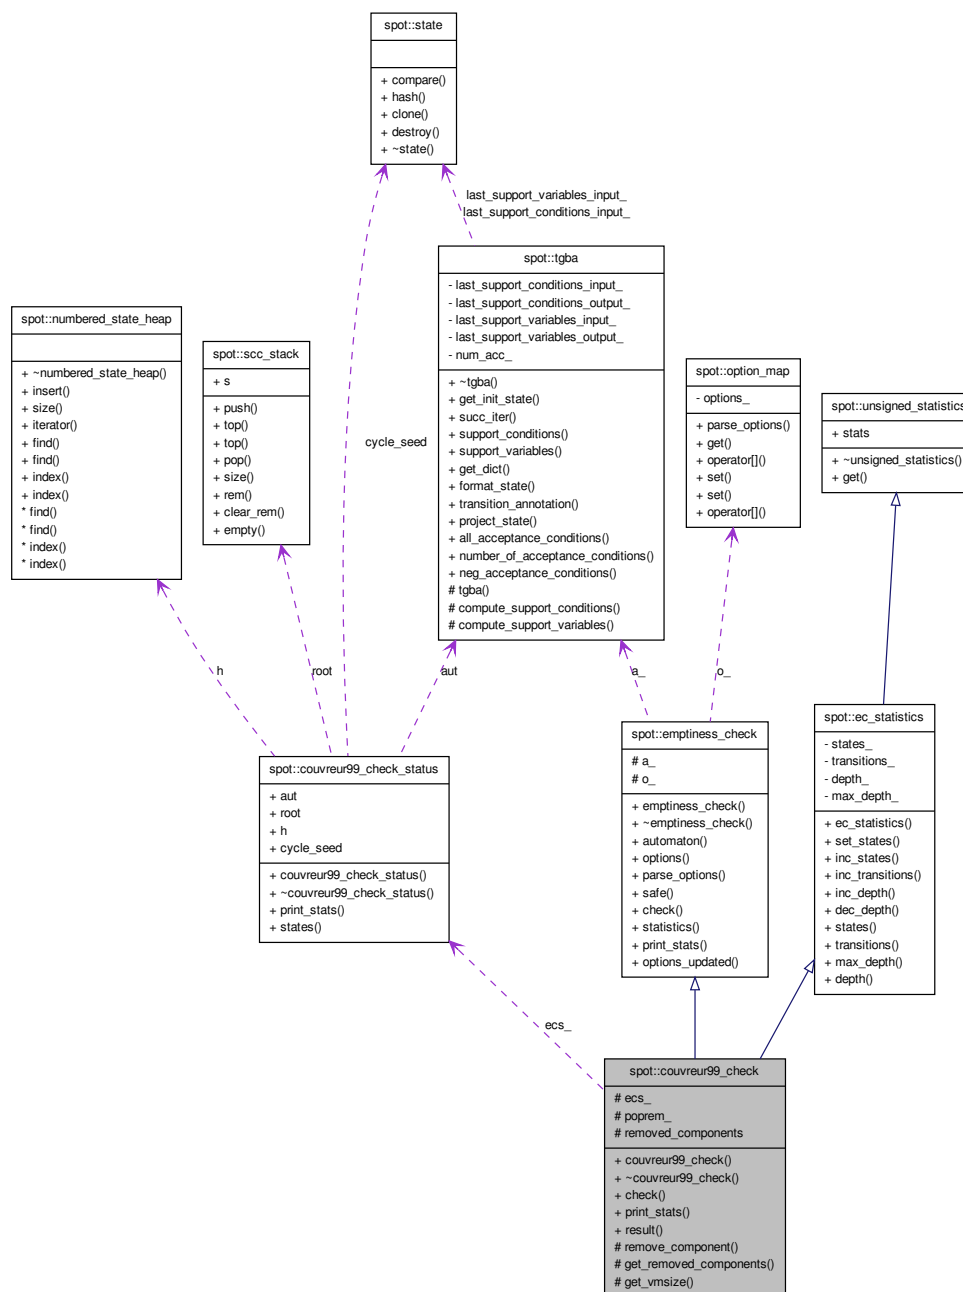 spot::state
+ compare()
+ hash()
+ clone()
+ destroy()
+ ~state()
last_support_variables_input_
last_support_conditions_input_
spot::tgba
- last_support_conditions_input_
- last_support_conditions_output_
- last_support_variables_input_
- last_support_variables_output_
- num_acc_
+ ~tgba()
+ get_init_state()
+ succ_iter()
+ support_conditions()
+ support_variables()
+ get_dict()
+ format_state()
+ transition_annotation()
+ project_state()
+ all_acceptance_conditions()
+ number_of_acceptance_conditions()
+ neg_acceptance_conditions()
# tgba()
# compute_support_conditions()
# compute_support_variables()
spot::numbered_state_heap
+ ~numbered_state_heap()
+ insert()
+ size()
+ iterator()
+ find()
+ find()
+ index()
+ index()
* find()
* find()
* index()
* index()
spot::scc_stack
+ s
+ push()
+ top()
+ top()
+ pop()
+ size()
+ rem()
+ clear_rem()
+ empty()
cycle_seed
spot::option_map
- options_
+ parse_options()
+ get()
+ operator[]()
+ set()
+ set()
+ operator[]()
spot::unsigned_statistics
+ stats
+ ~unsigned_statistics()
+ get()
h
root
aut
a_
o_
spot::couvreur99_check_status
+ aut
+ root
+ h
+ cycle_seed
+ couvreur99_check_status()
+ ~couvreur99_check_status()
+ print_stats()
+ states()
spot::emptiness_check
# a_
# o_
+ emptiness_check()
+ ~emptiness_check()
+ automaton()
+ options()
+ parse_options()
+ safe()
+ check()
+ statistics()
+ print_stats()
+ options_updated()
spot::ec_statistics
- states_
- transitions_
- depth_
- max_depth_
+ ec_statistics()
+ set_states()
+ inc_states()
+ inc_transitions()
+ inc_depth()
+ dec_depth()
+ states()
+ transitions()
+ max_depth()
+ depth()
ecs_
spot::couvreur99_check
# ecs_
# poprem_
# removed_components
+ couvreur99_check()
+ ~couvreur99_check()
+ check()
+ print_stats()
+ result()
# remove_component()
# get_removed_components()
# get_vmsize()